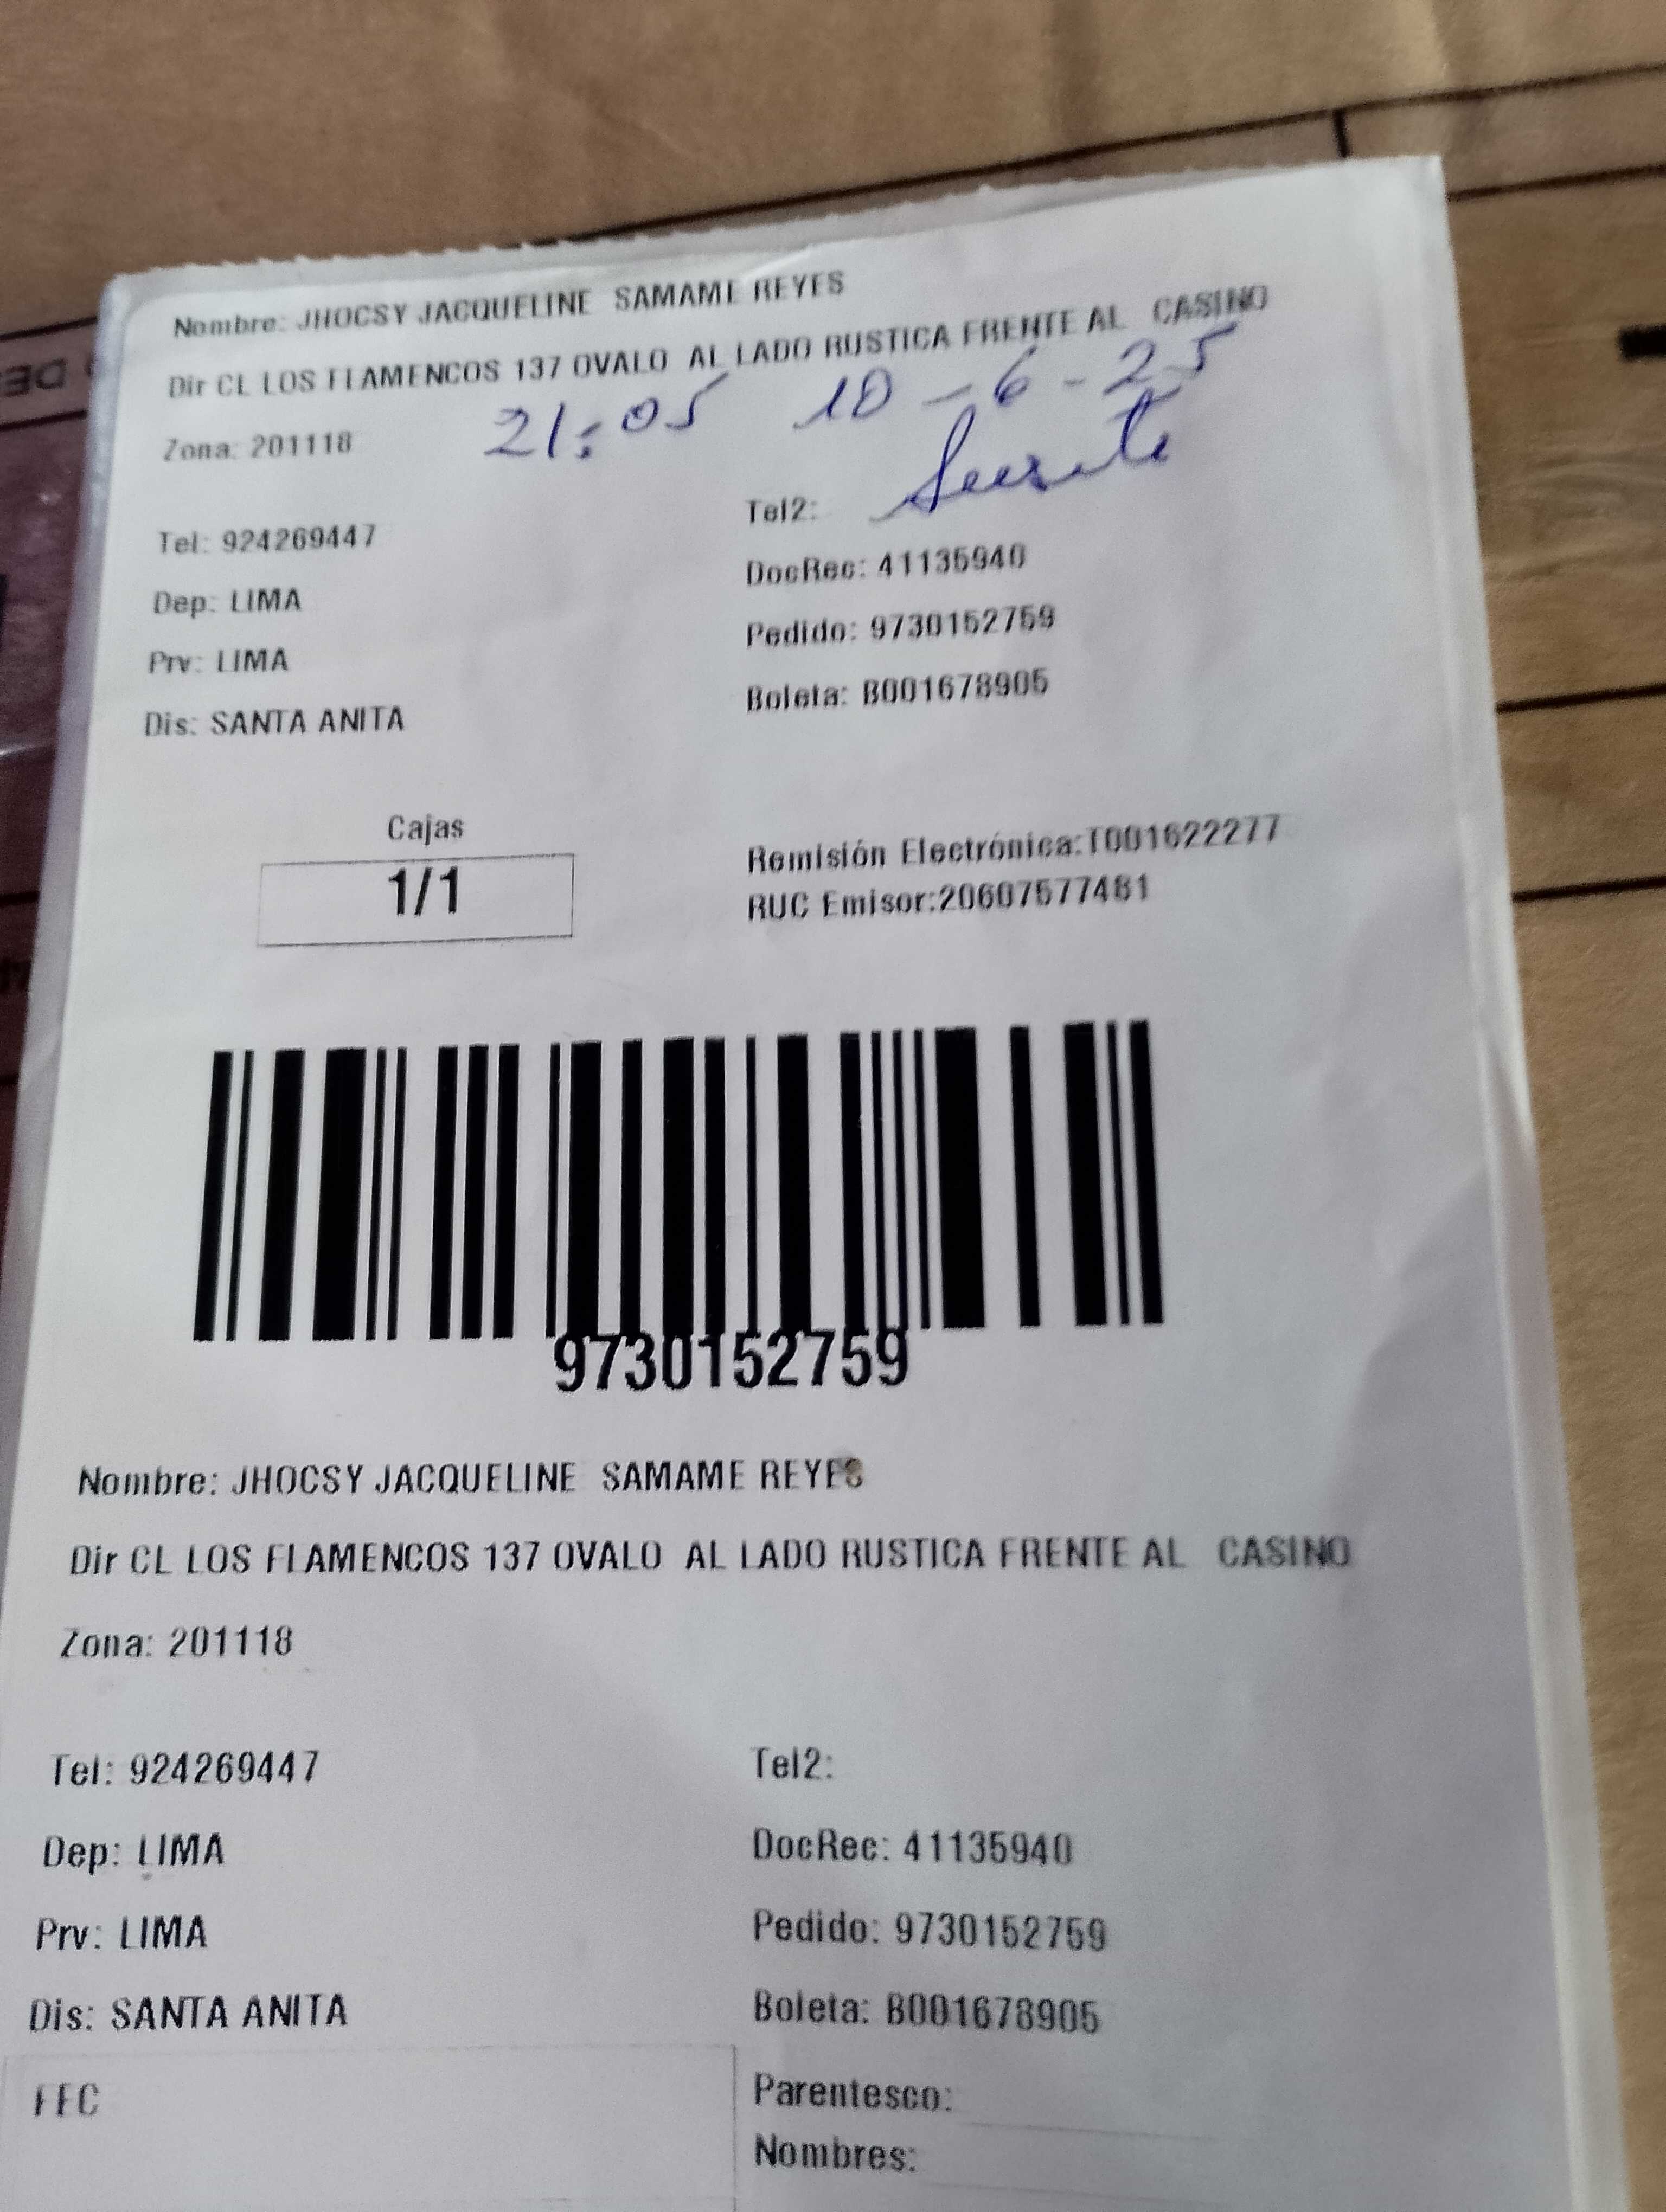 Nombre: JHOCSY JACQUELINE SAMAME REYES
Dir CL LOS FLAMENCOS 137 OVALO AL LADO RUSTICA FRENTE AL CASINO
Zona: 201118
21:05 10-6-25
Tel: 924269447
Tel2:
Dep: LIMA
DocRec: 41135940
Prv: LIMA
Pedido: 9730152759
Dis: SANTA ANITA
Boleta: B001678905
Cajas
1/1
Remisión Electrónica:T001622277
RUC Emisor:20607577481
9730152759
Nombre: JHOCSY JACQUELINE SAMAME REYES
Dir CL LOS FLAMENCOS 137 OVALO AL LADO RUSTICA FRENTE AL CASINO
Zona: 201118
Tel: 924269447
Tel2:
Dep: LIMA
DocRec: 41135940
Prv: LIMA
Pedido: 9730152759
Dis: SANTA ANITA
Boleta: B001678905
FEC
Parentesco:
Nombres: